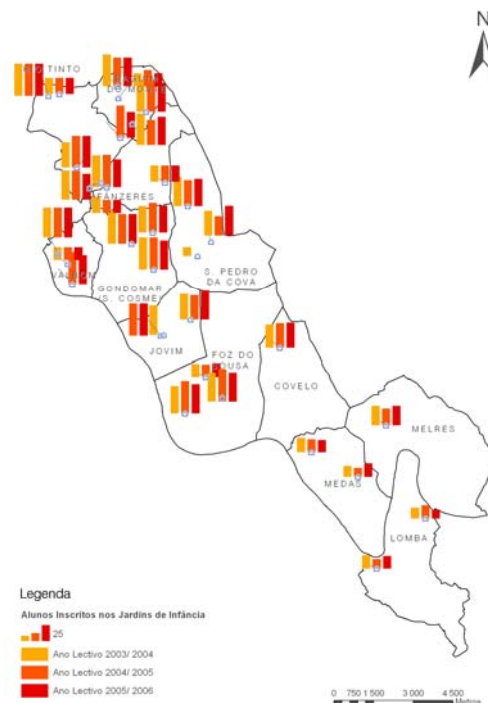 N
RIO TINTO
FÂNZERES
VALBOM
GONDOMAR
(S. COSME)
S. PEDRO
DA COVA
JOVIM
FOZ DO
SOUSA
COVELO
MELRES
MEDAS
LOMBA
Legenda
Alunos Inscritos nos Jardins de Infância
25
Ano Lectivo 2003/ 2004
Ano Lectivo 2004/ 2005
Ano Lectivo 2005/ 2006
0 750 1 500 3 000 4 500
Metros